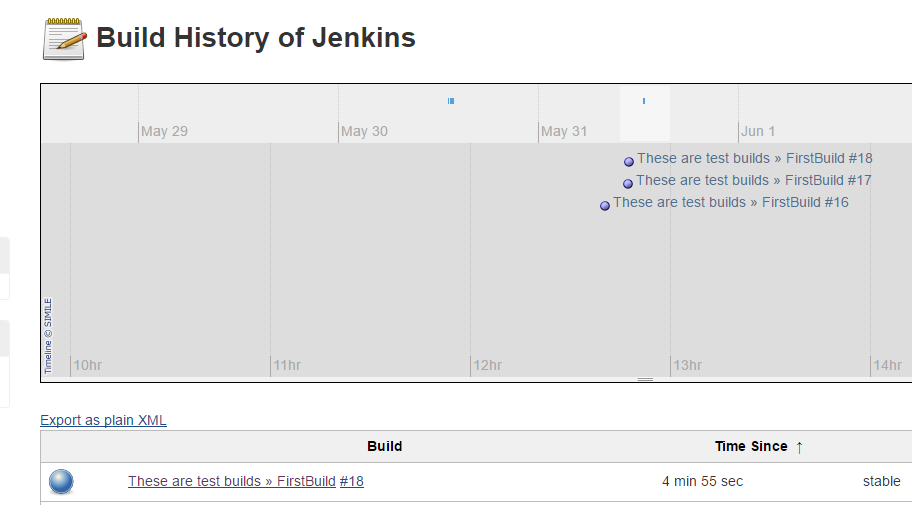 Build History of Jenkins
May 29
May 30
May 31
Jun 1
These are test builds » FirstBuild #18
These are test builds » FirstBuild #17
These are test builds » FirstBuild #16
Timeline © SIMILE
10hr
11hr
12hr
13hr
14hr
Export as plain XML
Build
Time Since ↑
These are test builds » FirstBuild #18
4 min 55 sec
stable